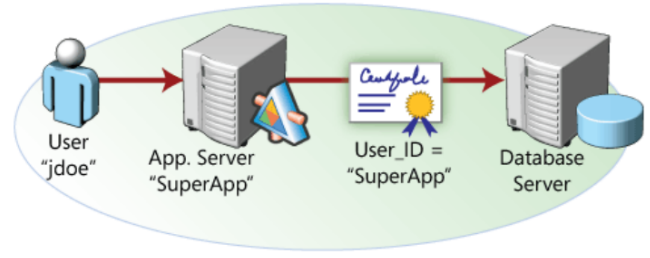 User
"jdoe"
App. Server
"SuperApp"
User_ID =
"SuperApp"
Database
Server